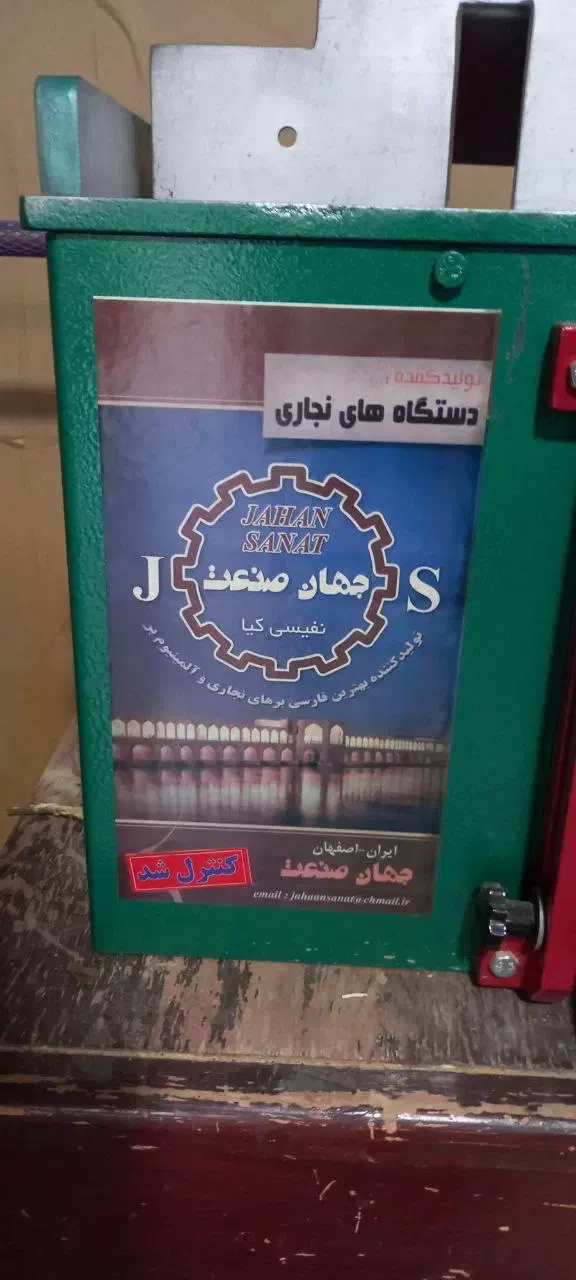 تولیدکننده :
دستگاه های نجاری
JAHAN
SANAT
J جهان صنعت S
نفیسی کیا
تولیدکننده بهترین فارسی برهای نجاری و آلمینیوم بر
ایران-اصفهان
جهان صنعت
کنترل شد
email : jahaansanat@chmail.ir